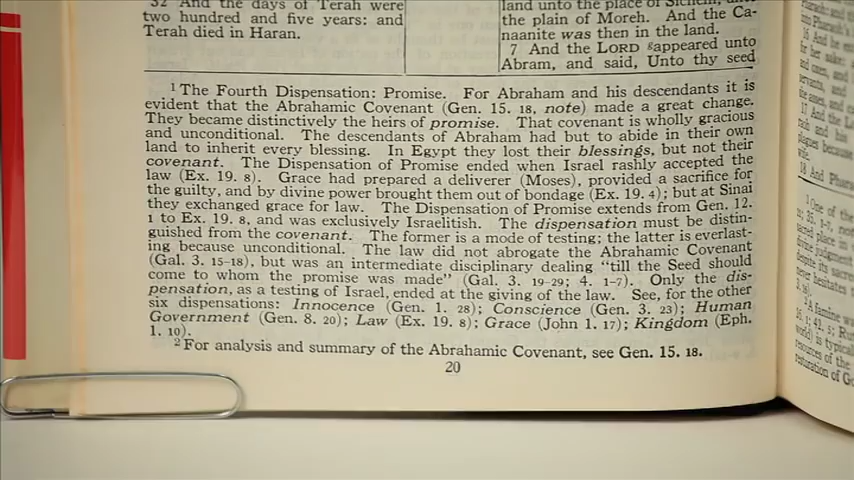 32 And the days of Terah were
two hundred and five years: and
Terah died in Haran.
land unto the place of Sichem, unto
the plain of Moreh. And the Ca-
naanite was then in the land.
7 And the LORD gappeared unto
Abram, and said, Unto thy seed
1 The Fourth Dispensation: Promise. For Abraham and his descendants it is
evident that the Abrahamic Covenant (Gen. 15. 18, note) made a great change.
They became distinctively the heirs of promise. That covenant is wholly gracious
and unconditional. The descendants of Abraham had but to abide in their own
land to inherit every blessing. In Egypt they lost their blessings, but not their
covenant. The Dispensation of Promise ended when Israel rashly accepted the
law (Ex. 19. 8). Grace had prepared a deliverer (Moses), provided a sacrifice for
the guilty, and by divine power brought them out of bondage (Ex. 19. 4); but at Sinai
they exchanged grace for law. The Dispensation of Promise extends from Gen. 12.
1 to Ex. 19. 8, and was exclusively Israelitish. The dispensation must be distin-
guished from the covenant. The former is a mode of testing; the latter is everlast-
ing because unconditional. The law did not abrogate the Abrahamic Covenant
(Gal. 3. 15–18), but was an intermediate disciplinary dealing "till the Seed should
come to whom the promise was made" (Gal. 3. 19–29; 4. 1–7). Only the dis-
pensation, as a testing of Israel, ended at the giving of the law. See, for the other
six dispensations: Innocence (Gen. 1. 28); Conscience (Gen. 3. 23); Human
Government (Gen. 8. 20); Law (Ex. 19. 8); Grace (John 1. 17); Kingdom (Eph.
1. 10).
2 For analysis and summary of the Abrahamic Covenant, see Gen. 15. 18.
20